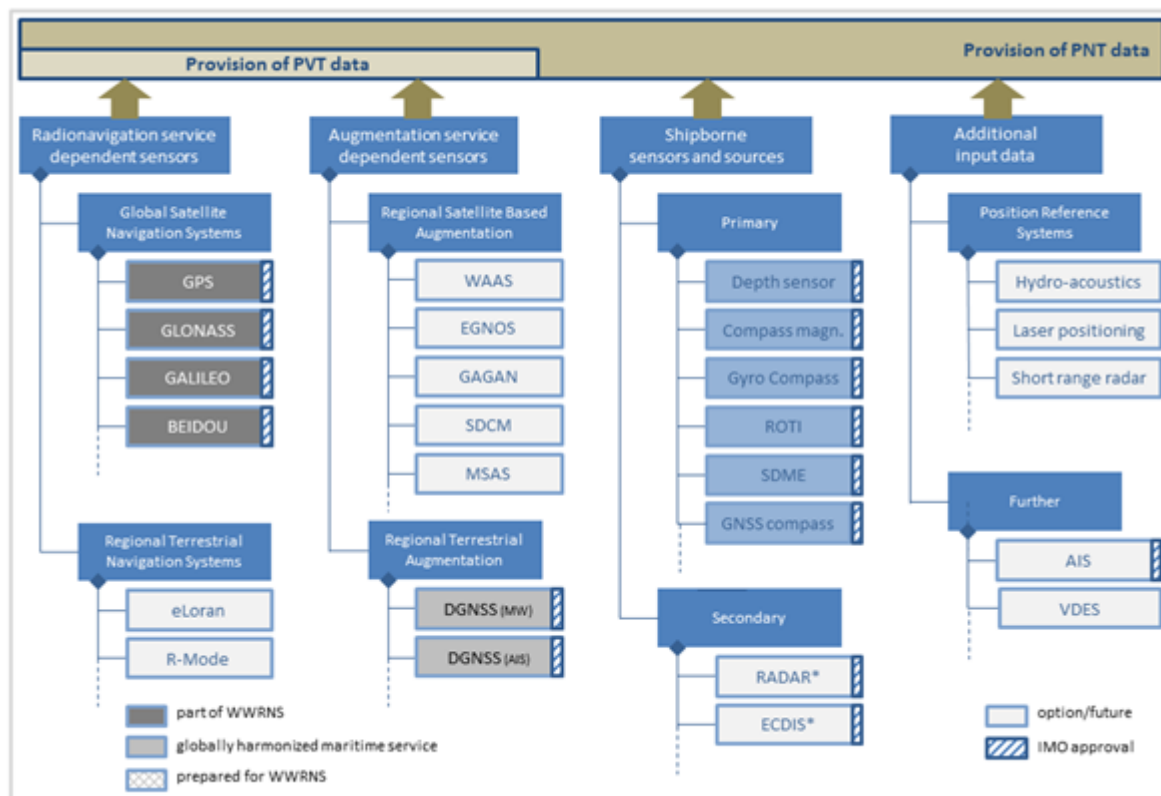 Provision of PNT data
Provision of PVT data
Radionavigation service
dependent sensors
Global Satellite
Navigation Systems
GPS
GLONASS
GALILEO
BEIDOU
Regional Terrestrial
Navigation Systems
eLoran
R-Mode
Augmentation service
dependent sensors
Regional Satellite Based
Augmentation
WAAS
EGNOS
GAGAN
SDCM
MSAS
Regional Terrestrial
Augmentation
DGNSS (MW)
DGNSS (AIS)
Shipborne
sensors and sources
Primary
Depth sensor
Compass magn.
Gyro Compass
ROTI
SDME
GNSS compass
Secondary
RADAR*
ECDIS*
Additional
input data
Position Reference
Systems
Hydro-acoustics
Laser positioning
Short range radar
Further
AIS
VDES
part of WWRNS
globally harmonized maritime service
prepared for WWRNS
option/future
IMO approval